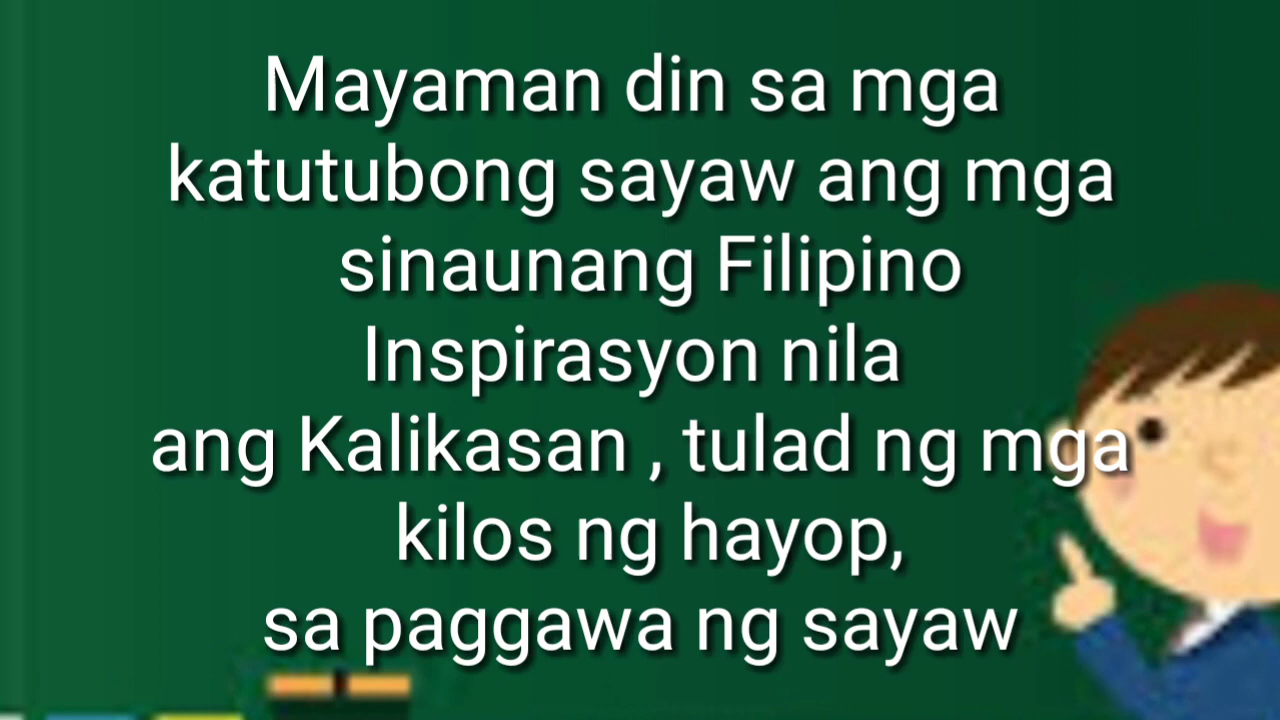 Mayaman din sa mga
katutubong sayaw ang mga
sinaunang Filipino
Inspirasyon nila
ang Kalikasan , tulad ng mga
kilos ng hayop,
sa paggawa ng sayaw